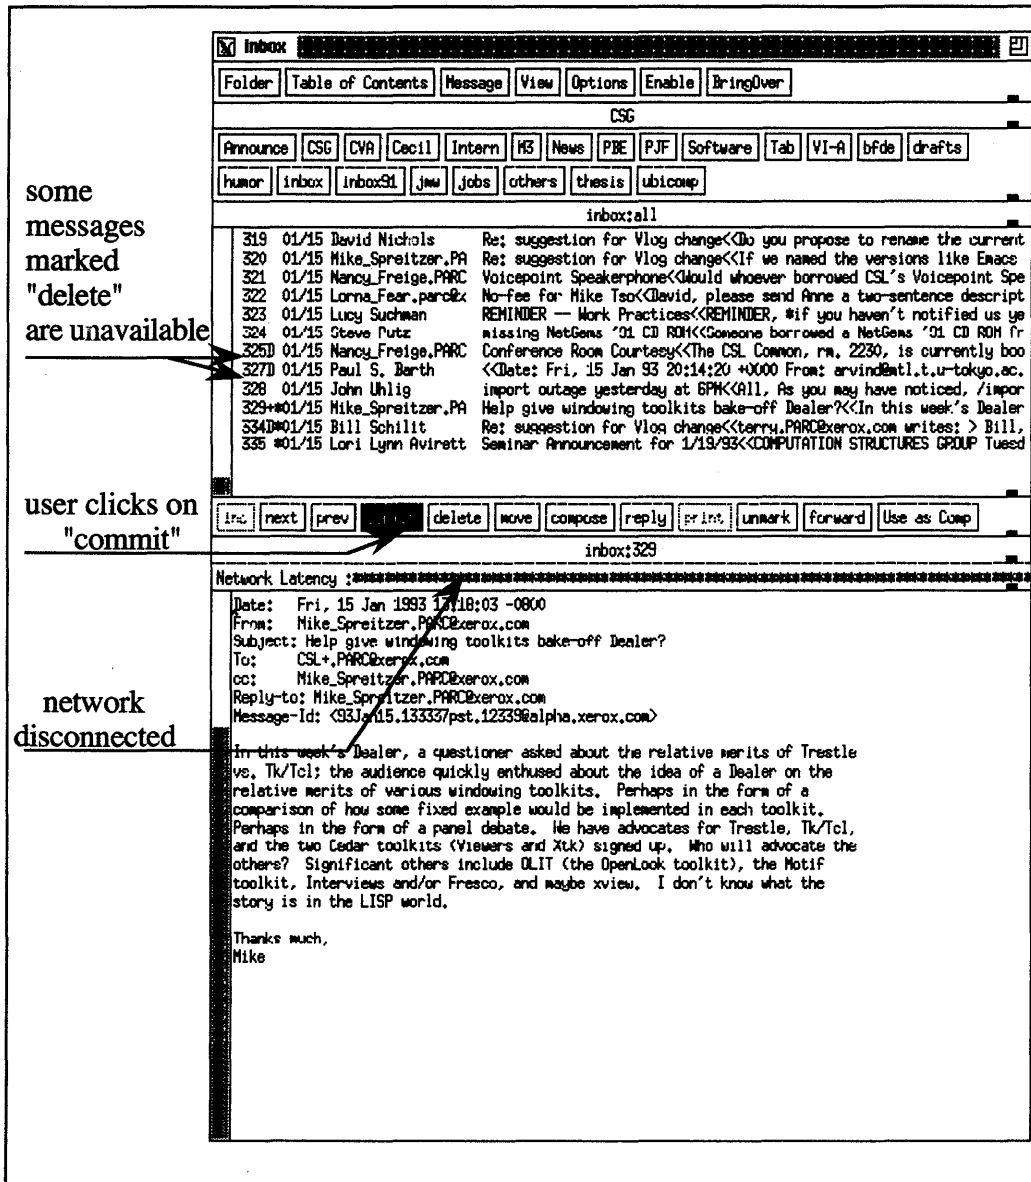 Inbox
Folder Table of Contents Message View Options Enable BringOver
CSG
Announce CSG CVA Cecil Intern M3 News PBE PJF Software Tab VI-A bfde drafts
humor inbox inbox91 jmw jobs others thesis ubicomp
inbox:all
some
messages
marked
"delete"
are unavailable
319 01/15 David Nichols Re: suggestion for Vlog change<<Do you propose to rename the current
320 01/15 Mike_Spreitzer.PA Re: suggestion for Vlog change<<If we named the versions like Emacs
321 01/15 Nancy_Freige.PARC Voicepoint Speakerphone<<Would whoever borrowed CSL's Voicepoint Spe
322 01/15 Lorna_Fear.parc@x No-fee for Mike Tso<<David, please send Anne a two-sentence descript
323 01/15 Lucy Suchman REMINDER -- Work Practices<<REMINDER, *if you haven't notified us ye
324 01/15 Steve Putz missing NetGems '91 CD ROM<<Someone borrowed a NetGems '91 CD ROM fr
325D 01/15 Nancy_Freige.PARC Conference Room Courtesy<<The CSL Common, rm. 2230, is currently boo
327D 01/15 Paul S. Barth <<Date: Fri, 15 Jan 93 20:14:20 +0000 From: arvind@mtl.t.u-tokyo.ac.
328 01/15 John Uhlig import outage yesterday at 6PM<<All, As you may have noticed, /impor
329+*01/15 Mike_Spreitzer.PA Help give windowing toolkits bake-off Dealer?<<In this week's Dealer
334D*01/15 Bill Schilit Re: suggestion for Vlog change<<terry.PARC@xerox.com writes: > Bill,
335 *01/15 Lori Lynn Avirett Seminar Announcement for 1/19/93<<COMPUTATION STRUCTURES GROUP Tuesd
user clicks on
"commit"
inc next prev delete move compose reply print unmark forward Use as Comp
inbox:329
Network Latency :
Date: Fri, 15 Jan 1993 13:18:03 -0800
From: Mike_Spreitzer.PARC@xerox.com
Subject: Help give windowing toolkits bake-off Dealer?
To: CSL+.PARC@xerox.com
cc: Mike_Spreitzer.PARC@xerox.com
Reply-to: Mike_Spreitzer.PARC@xerox.com
Message-Id: <93Jan15.133337pst.12339@alpha.xerox.com>
network
disconnected
In this week's Dealer, a questioner asked about the relative merits of Trestle
vs. Tk/Tcl; the audience quickly enthused about the idea of a Dealer on the
relative merits of various windowing toolkits. Perhaps in the form of a
comparison of how some fixed example would be implemented in each toolkit.
Perhaps in the form of a panel debate. We have advocates for Trestle, Tk/Tcl,
and the two Cedar toolkits (Viewers and Xtk) signed up. Who will advocate the
others? Significant others include OLIT (the OpenLook toolkit), the Motif
toolkit, Interviews and/or Fresco, and maybe xview. I don't know what the
story is in the LISP world.
Thanks much,
Mike